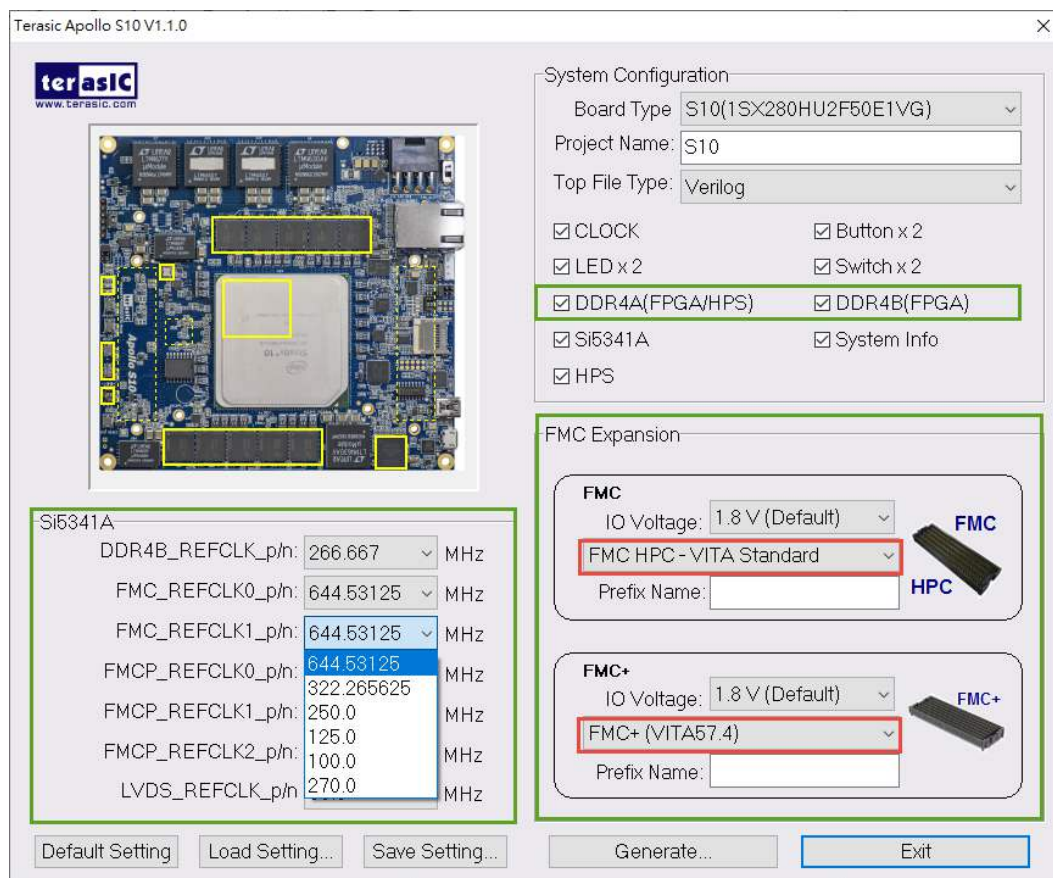 Terasic Apollo S10 V1.1.0
terasIC
www.terasic.com
Apollo S10
System Configuration
Board Type S10(1SX280HU2F50E1VG)
Project Name: S10
Top File Type: Verilog
CLOCK Button x 2
LED x 2 Switch x 2
DDR4A(FPGA/HPS) DDR4B(FPGA)
Si5341A System Info
HPS
Si5341A
DDR4B_REFCLK_p/n: 266.667 MHz
FMC_REFCLK0_p/n: 644.53125 MHz
FMC_REFCLK1_p/n: 644.53125 MHz
FMCP_REFCLK0_p/n: MHz
FMCP_REFCLK1_p/n: MHz
FMCP_REFCLK2_p/n: MHz
LVDS_REFCLK_p/n MHz
644.53125
322.265625
250.0
125.0
100.0
270.0
FMC Expansion
FMC
IO Voltage: 1.8 V (Default)
FMC HPC - VITA Standard
Prefix Name:
FMC
HPC
FMC+
IO Voltage: 1.8 V (Default)
FMC+ (VITA57.4)
Prefix Name:
FMC+
Default Setting Load Setting... Save Setting... Generate... Exit